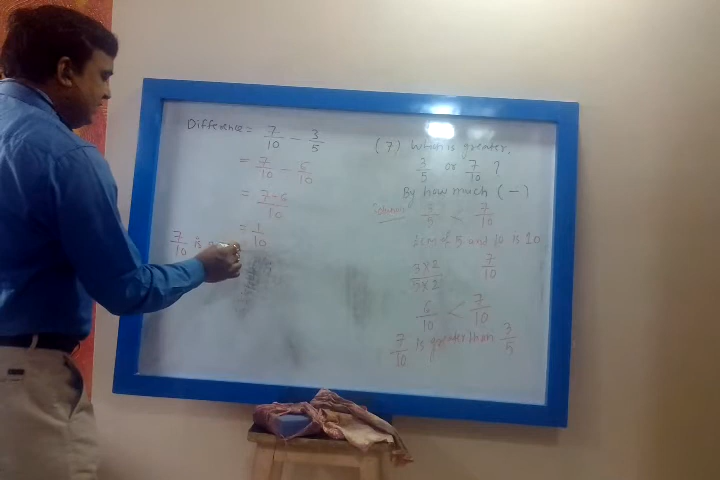 Difference = 7/10 - 3/5
= 7/10 - 6/10
= 7-6/10
= 1/10
7/10 is
(7) What is greater,
3/5 or 7/10 ?
By how much (-)
Solution:
3/5 < 7/10
lcm of 5 and 10 is 10
3×2/5×2 7/10
6/10 < 7/10
7/10 is greater than 3/5